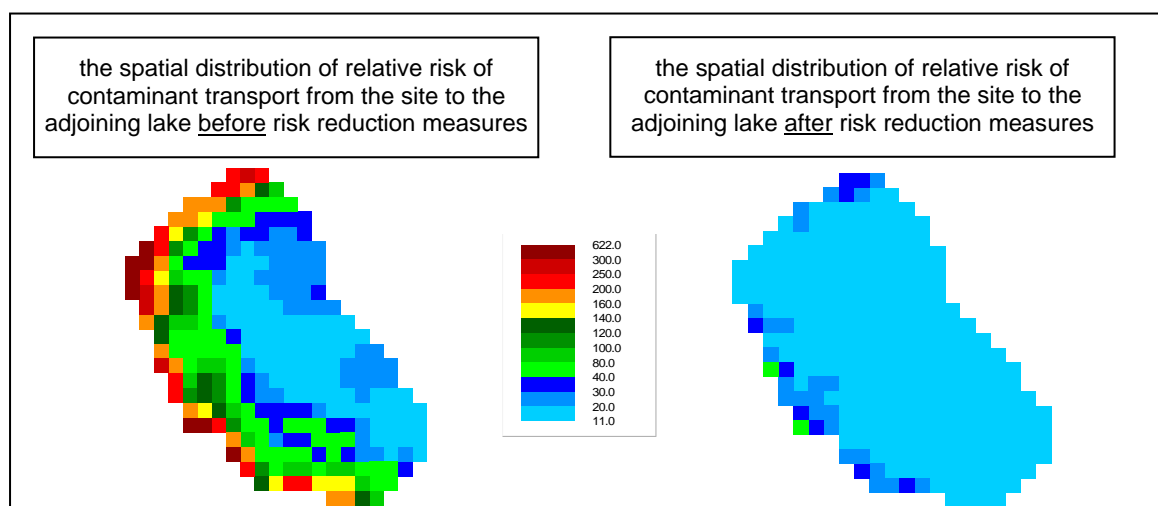 the spatial distribution of relative risk of
contaminant transport from the site to the
adjoining lake before risk reduction measures
the spatial distribution of relative risk of
contaminant transport from the site to the
adjoining lake after risk reduction measures
622.0
300.0
250.0
200.0
160.0
140.0
120.0
100.0
80.0
40.0
30.0
20.0
11.0